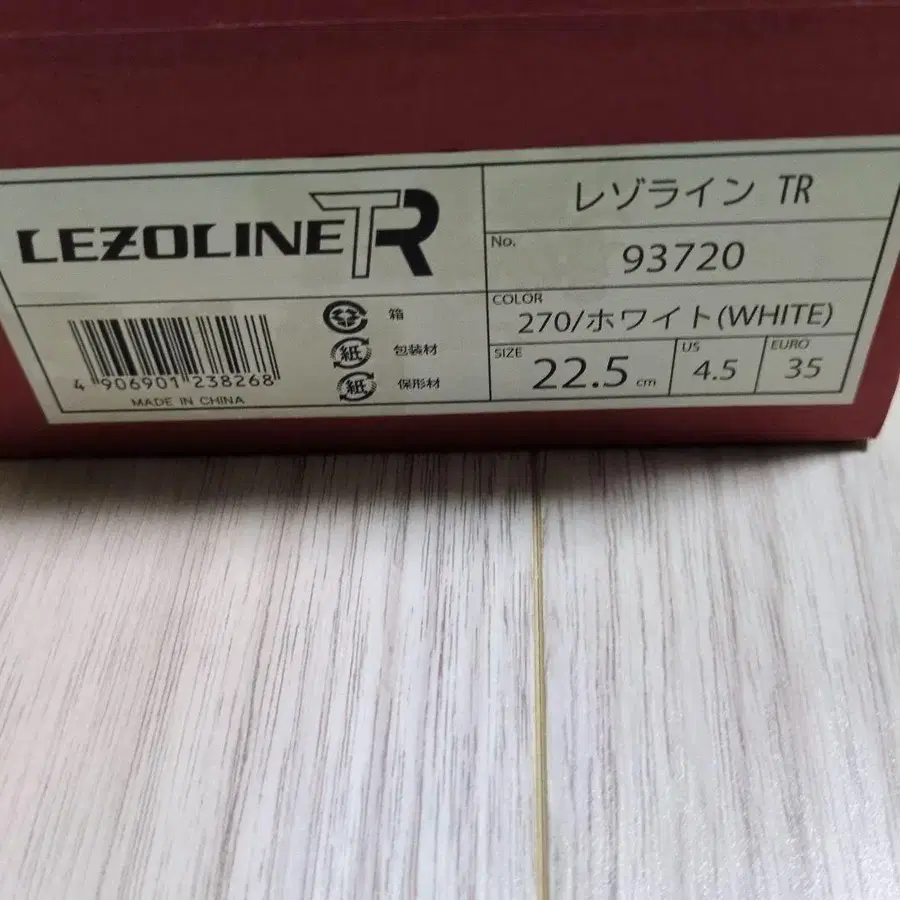 LEZOLINE TR
レゾライン TR
No.
93720
COLOR
270/ホワイト(WHITE)
SIZE
22.5 cm
US
4.5
EURO
35
箱
紙 包装材
紙 保形材
4 906901 238268
MADE IN CHINA